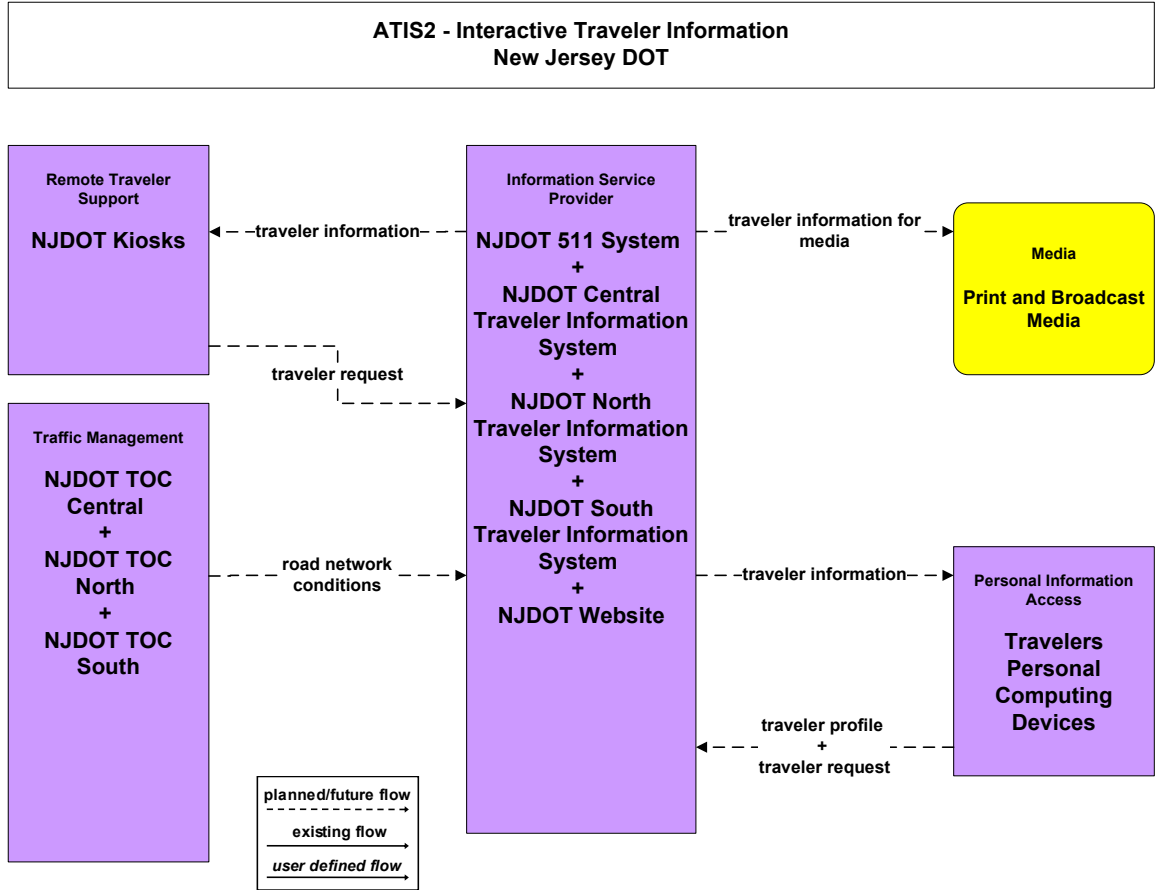 ATIS2 - Interactive Traveler Information
New Jersey DOT
Remote Traveler
Support
NJDOT Kiosks
traveler information
traveler request
Traffic Management
NJDOT TOC
Central
+
NJDOT TOC
North
+
NJDOT TOC
South
road network
conditions
Information Service
Provider
NJDOT 511 System
+
NJDOT Central
Traveler Information
System
+
NJDOT North
Traveler Information
System
+
NJDOT South
Traveler Information
System
+
NJDOT Website
traveler information for
media
Media
Print and Broadcast
Media
traveler information
Personal Information
Access
Travelers
Personal
Computing
Devices
traveler profile
+
traveler request
planned/future flow
existing flow
user defined flow